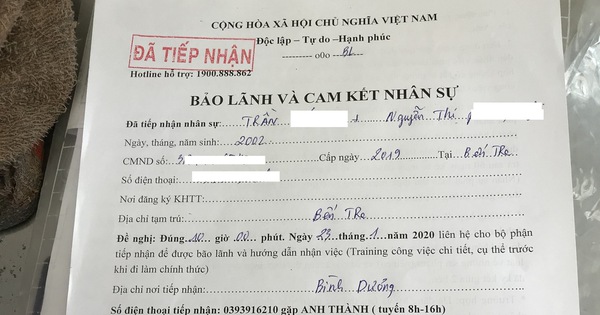 CỘNG HÒA XÃ HỘI CHỦ NGHĨA VIỆT NAM
Độc lập – Tự do – Hạnh phúc
--------- o0o --------- BL
ĐÃ TIẾP NHẬN
Hotline hỗ trợ: 1900.888.862
BẢO LÃNH VÀ CAM KẾT NHÂN SỰ
Đã tiếp nhận nhân sự: TRẦN Nguyễn Thị
Ngày, tháng, năm sinh: 2002
CMND số: Cấp ngày 2019 Tại Bến Tre
Số điện thoại:
Nơi đăng ký KHTT:
Địa chỉ tạm trú: Bến Tre
Đề nghị: Đúng 10 giờ 00 phút. Ngày 23 tháng 1 năm 2020 liên hệ cho bộ phận
tiếp nhận để được bảo lãnh và hướng dẫn nhận việc (Training công việc chi tiết, cụ thể trước
khi đi làm chính thức)
Địa chỉ nơi tiếp nhận: Bình Dương
Số điện thoại tiếp nhận: 0393916210 gặp ANH THÀNH ( tuyến 8h-16h)